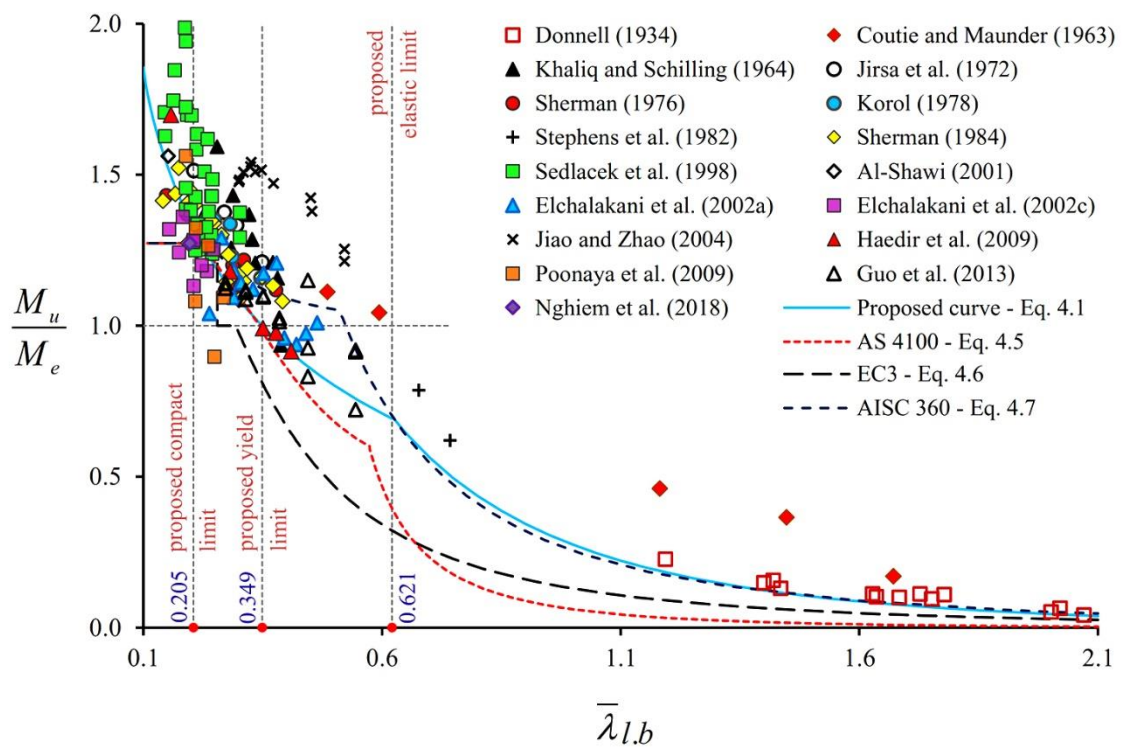 2.0
1.5
1.0
0.5
0.0
M_u
M_e
Donnell (1934)
Coutie and Maunder (1963)
Khaliq and Schilling (1964)
Jirsa et al. (1972)
Sherman (1976)
Korol (1978)
Stephens et al. (1982)
Sherman (1984)
Sedlacek et al. (1998)
Al-Shawi (2001)
Elchalakani et al. (2002a)
Elchalakani et al. (2002c)
Jiao and Zhao (2004)
Haedir et al. (2009)
Poonaya et al. (2009)
Guo et al. (2013)
Nghiem et al. (2018)
Proposed curve - Eq. 4.1
AS 4100 - Eq. 4.5
EC3 - Eq. 4.6
AISC 360 - Eq. 4.7
proposed
elastic limit
proposed compact
limit
proposed yield
limit
0.205
0.349
0.621
0.1
0.6
1.1
1.6
2.1
λ̅_{l,b}